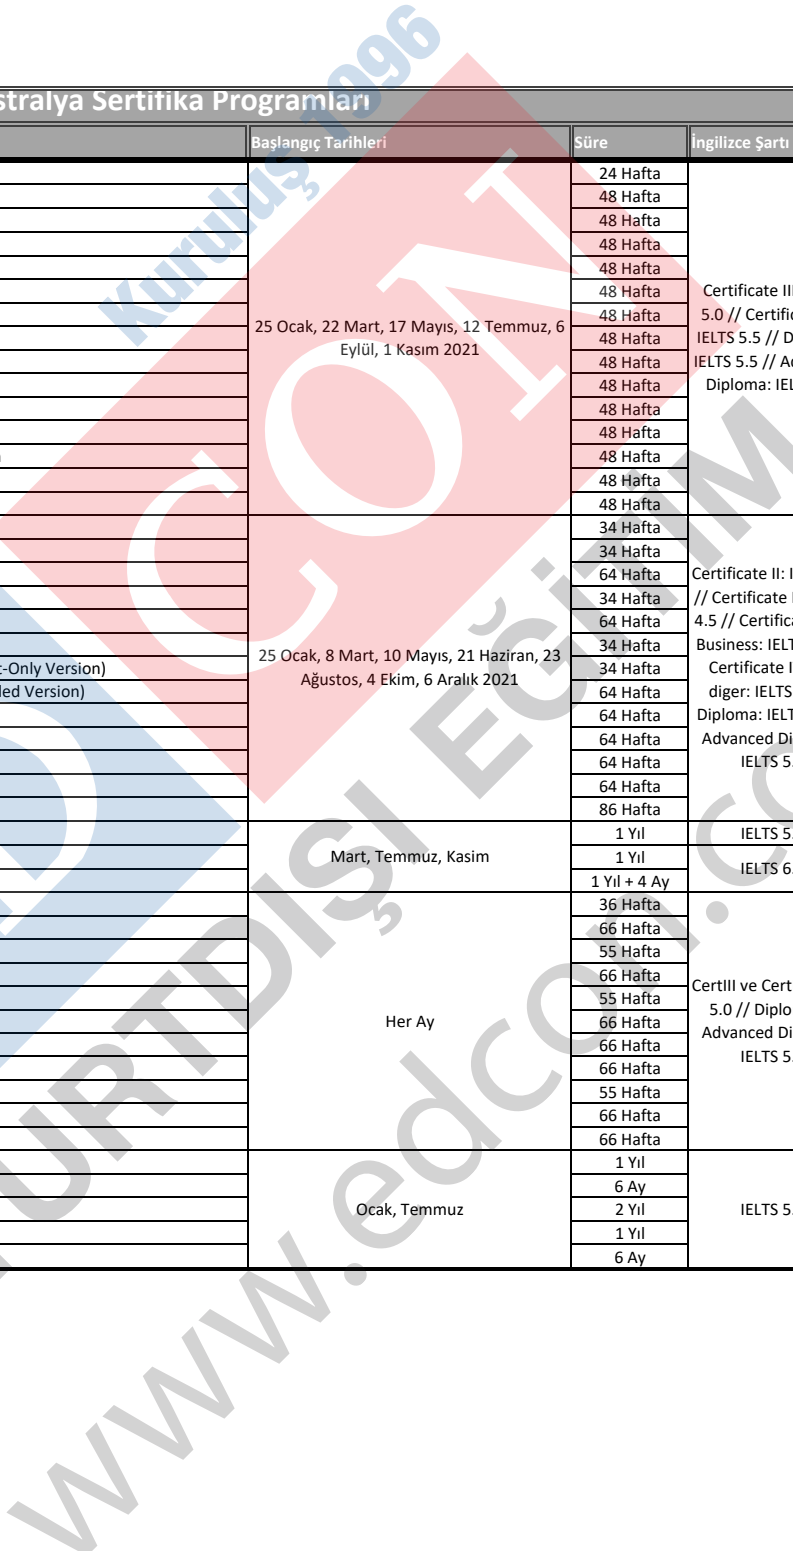 stralya Sertifika Programları
Başlangıç Tarihleri
Süre
İngilizce Şartı
25 Ocak, 22 Mart, 17 Mayıs, 12 Temmuz, 6
Eylül, 1 Kasım 2021
24 Hafta
48 Hafta
48 Hafta
48 Hafta
48 Hafta
48 Hafta
48 Hafta
48 Hafta
48 Hafta
48 Hafta
48 Hafta
48 Hafta
48 Hafta
48 Hafta
48 Hafta
Certificate III
5.0 // Certific
IELTS 5.5 // D
IELTS 5.5 // Ad
Diploma: IEL
t-Only Version)
ded Version)
25 Ocak, 8 Mart, 10 Mayıs, 21 Haziran, 23
Ağustos, 4 Ekim, 6 Aralık 2021
34 Hafta
34 Hafta
64 Hafta
34 Hafta
64 Hafta
34 Hafta
34 Hafta
64 Hafta
64 Hafta
64 Hafta
64 Hafta
64 Hafta
86 Hafta
Certificate II: I
// Certificate I
4.5 // Certifica
Business: IELT
Certificate I
diger: IELTS
Diploma: IELT
Advanced Di
IELTS 5.
Mart, Temmuz, Kasim
1 Yıl
1 Yıl
1 Yıl + 4 Ay
IELTS 5.
IELTS 6.
Her Ay
36 Hafta
66 Hafta
55 Hafta
66 Hafta
55 Hafta
66 Hafta
66 Hafta
66 Hafta
55 Hafta
66 Hafta
66 Hafta
CertIII ve Cert
5.0 // Diplo
Advanced Di
IELTS 5.
Ocak, Temmuz
1 Yıl
6 Ay
2 Yıl
1 Yıl
6 Ay
IELTS 5.
Kuruluş 1996
D CON
YURTDIŞI EĞİTİM
www.edcon.co